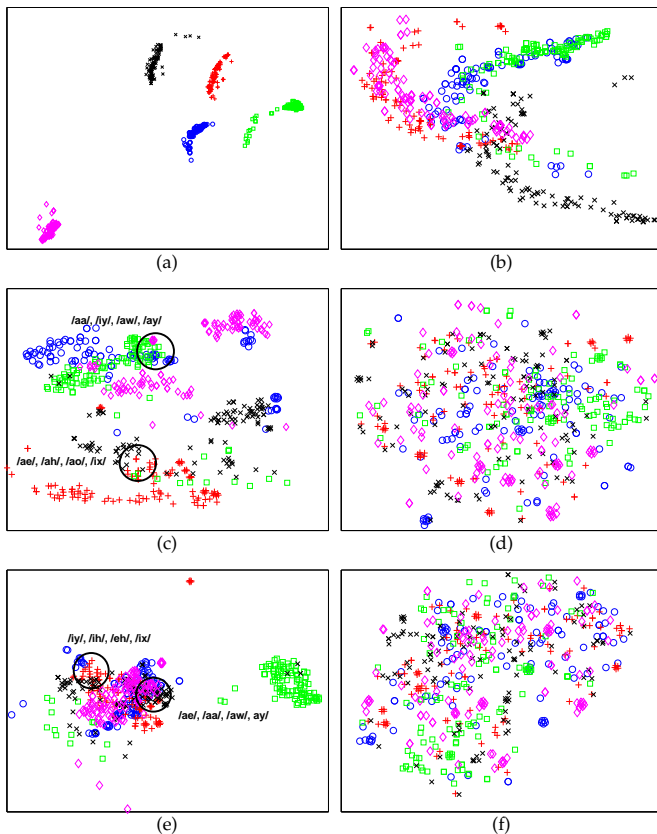 (a)
(b)
/aa/, /iy/, /aw/, /ay/
/ae/, /ah/, /ao/, /ix/
(c)
(d)
/iy/, /ih/, /eh/, /ix/
/ae/, /aa/, /aw/, ay/
(e)
(f)